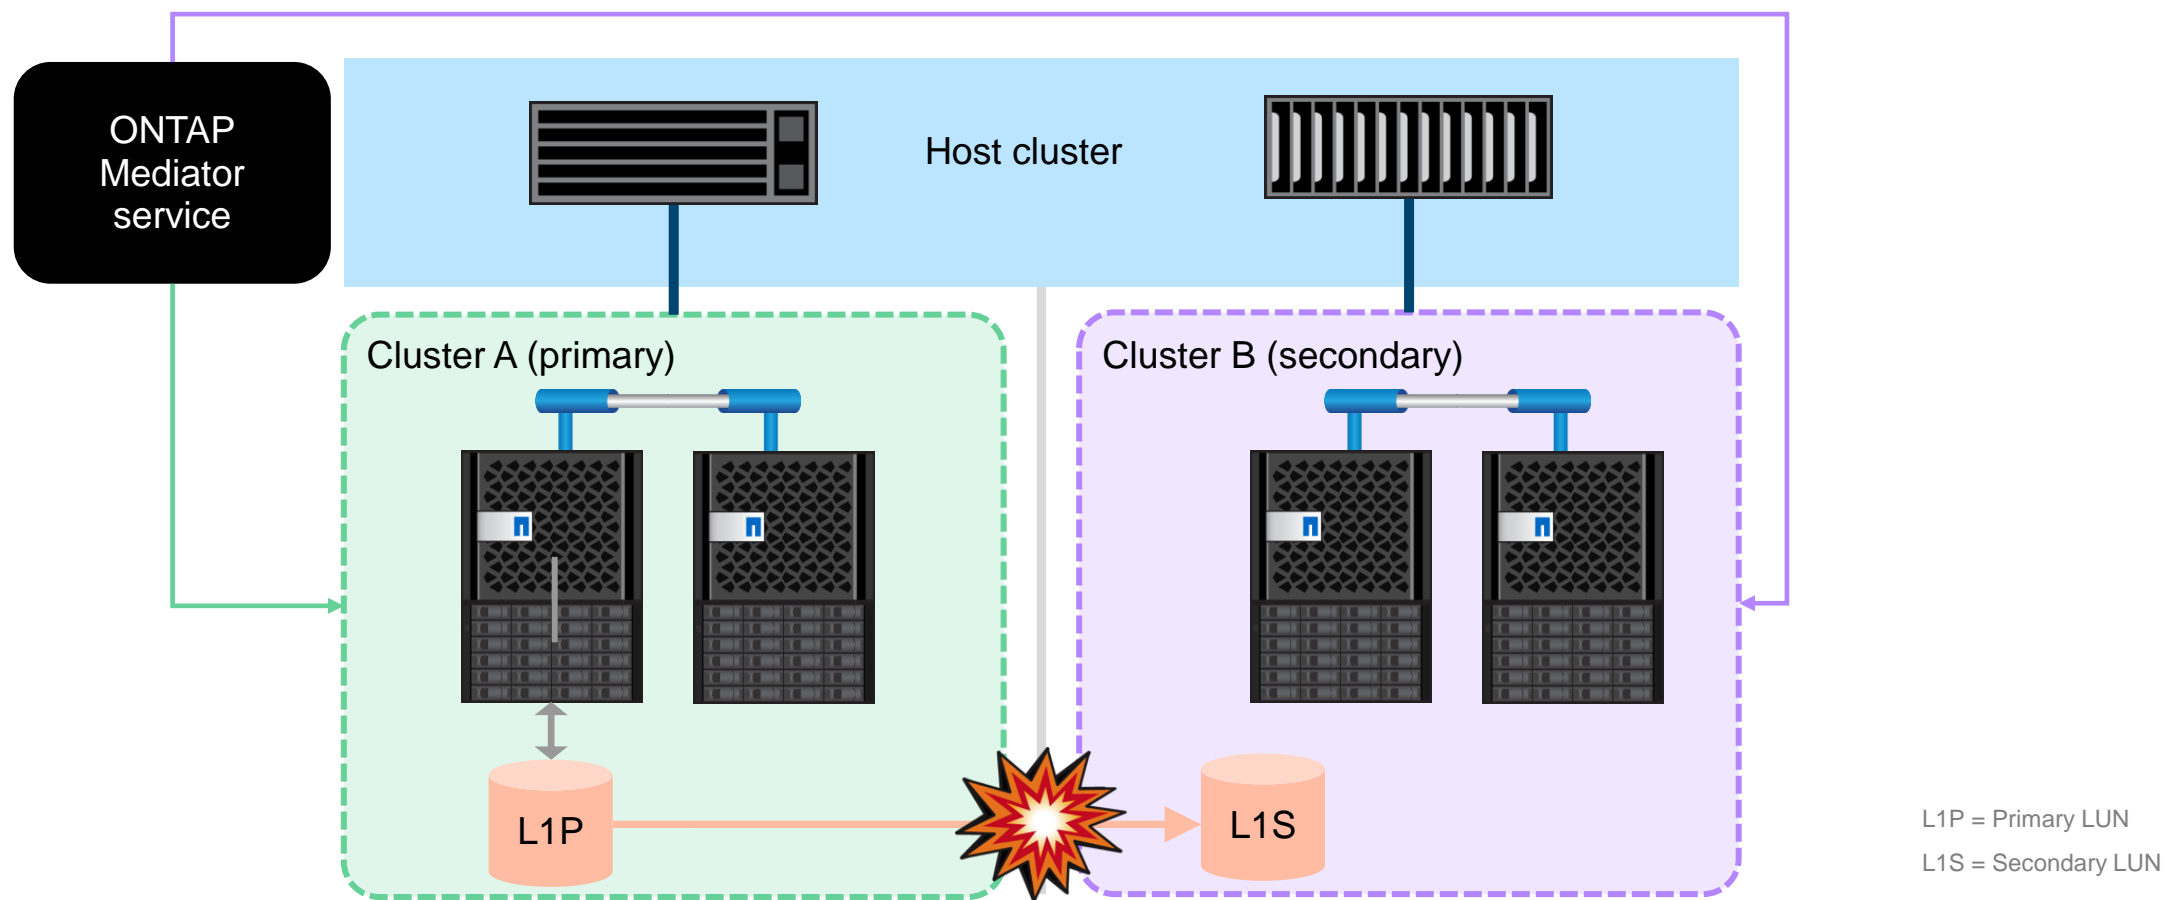 ONTAP
Mediator
service
Host cluster
Cluster A (primary)
Cluster B (secondary)
L1P
L1S
L1P = Primary LUN
L1S = Secondary LUN